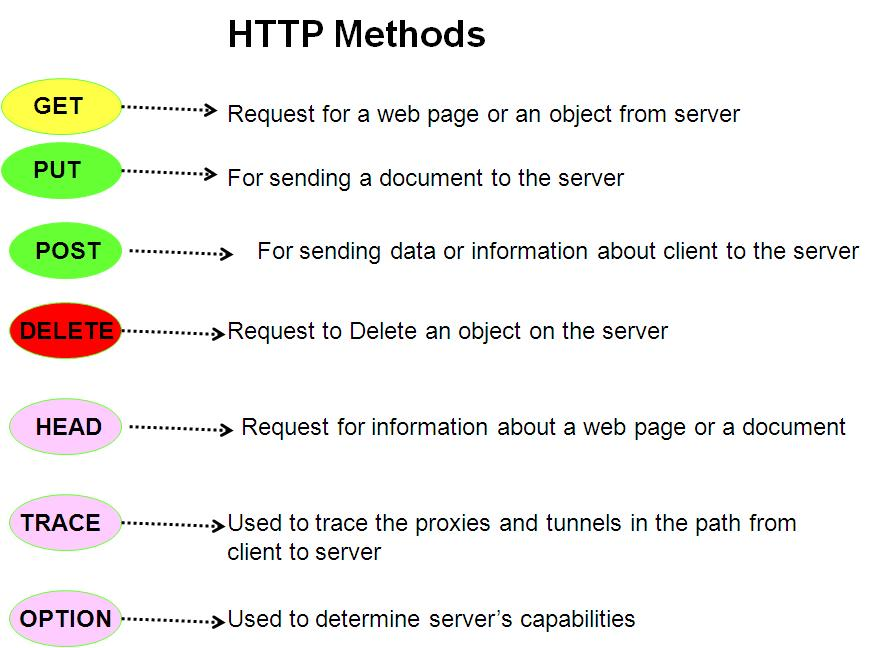 HTTP Methods
GET
Request for a web page or an object from server
PUT
For sending a document to the server
POST
For sending data or information about client to the server
DELETE
Request to Delete an object on the server
HEAD
Request for information about a web page or a document
TRACE
Used to trace the proxies and tunnels in the path from
client to server
OPTION
Used to determine server’s capabilities